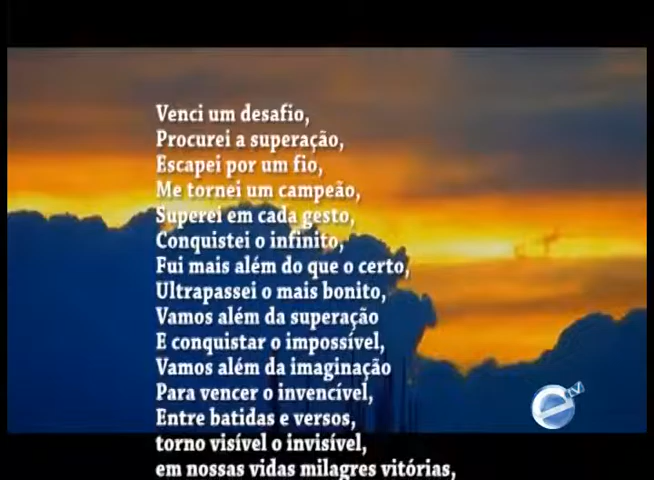 Venci um desafio,
Procurei a superação,
Escapei por um fio,
Me tornei um campeão,
Superei em cada gesto,
Conquistei o infinito,
Fui mais além do que o certo,
Ultrapassei o mais bonito,
Vamos além da superação
E conquistar o impossível,
Vamos além da imaginação
Para vencer o invencível,
Entre batidas e versos,
torno visível o invisível,
em nossas vidas milagres vitórias,
e tv